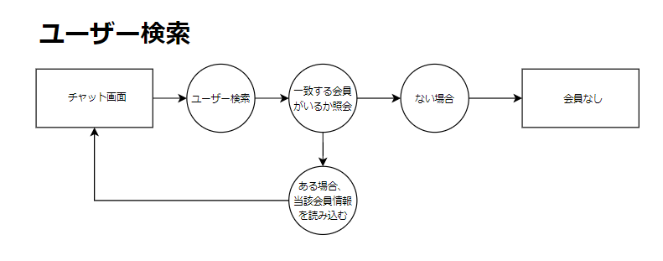 ユーザー検索
チャット画面
ユーザー検索
一致する会員
がいるか照会
ない場合
会員なし
ある場合、
当該会員情報
を読み込む